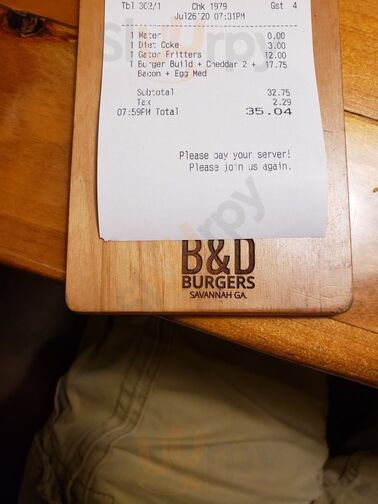 Tbl 302/1 Chk 1979 Gst 4
Jul26'20 07:31PM
1 Water 0.00
1 Diet Coke 3.00
1 Gator Fritters 12.00
1 Burger Build + Cheddar 2 + 17.75
Bacon + Egg Med
Subtotal 32.75
Tax 2.29
07:59PM Total 35.04
Please pay your server!
Please join us again.
B&D
BURGERS
SAVANNAH GA.
sluurpy
sluurpy
sluurpy